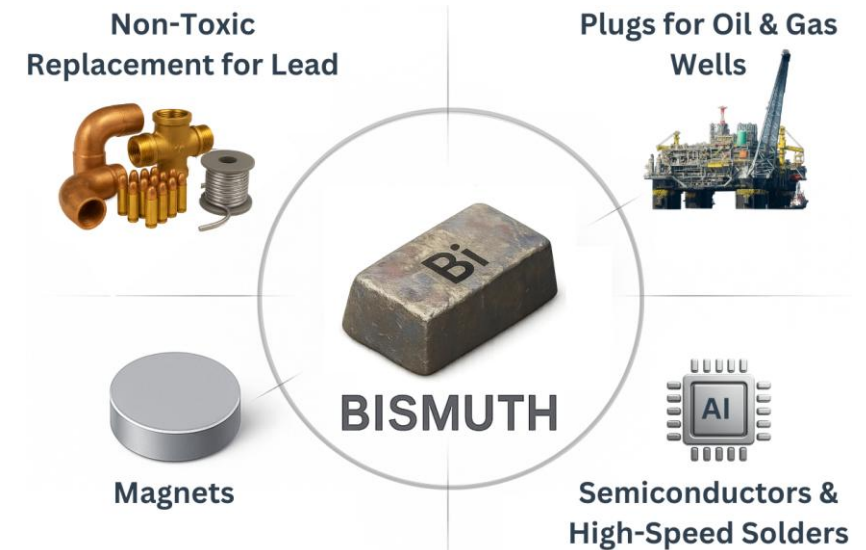 Non-Toxic
Replacement for Lead
Plugs for Oil & Gas
Wells
Bi
BISMUTH
AI
Magnets
Semiconductors &
High-Speed Solders